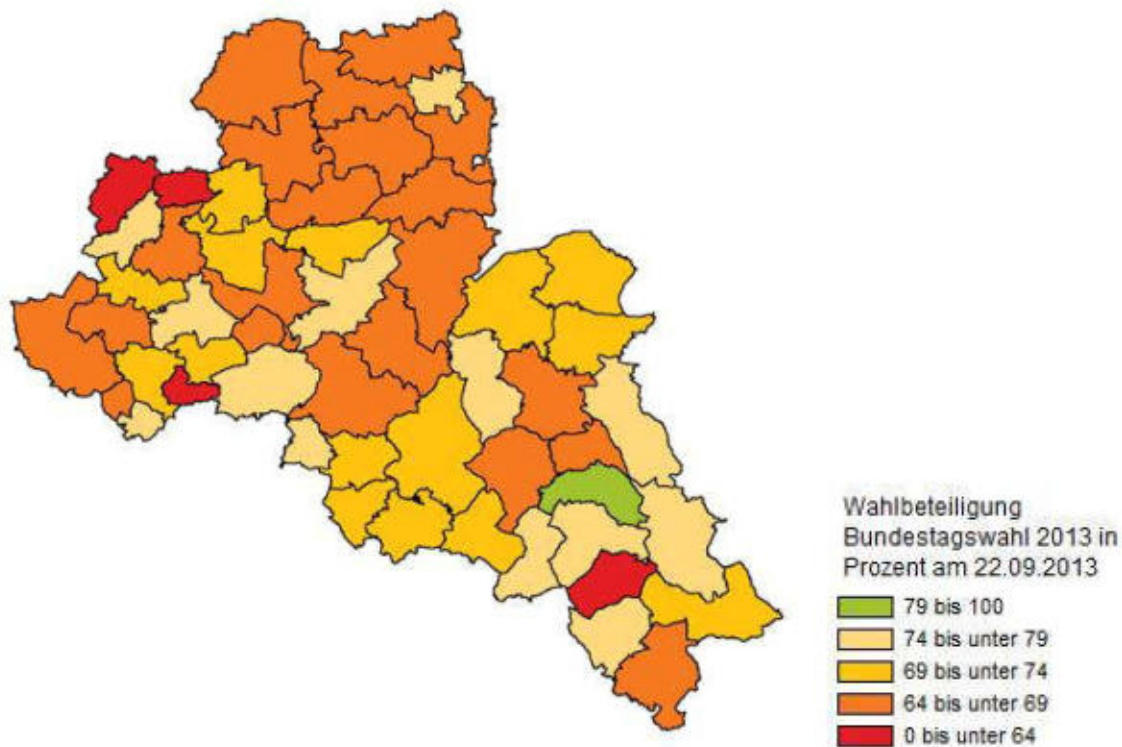 Wahlbeteiligung
Bundestagswahl 2013 in
Prozent am 22.09.2013
79 bis 100
74 bis unter 79
69 bis unter 74
64 bis unter 69
0 bis unter 64